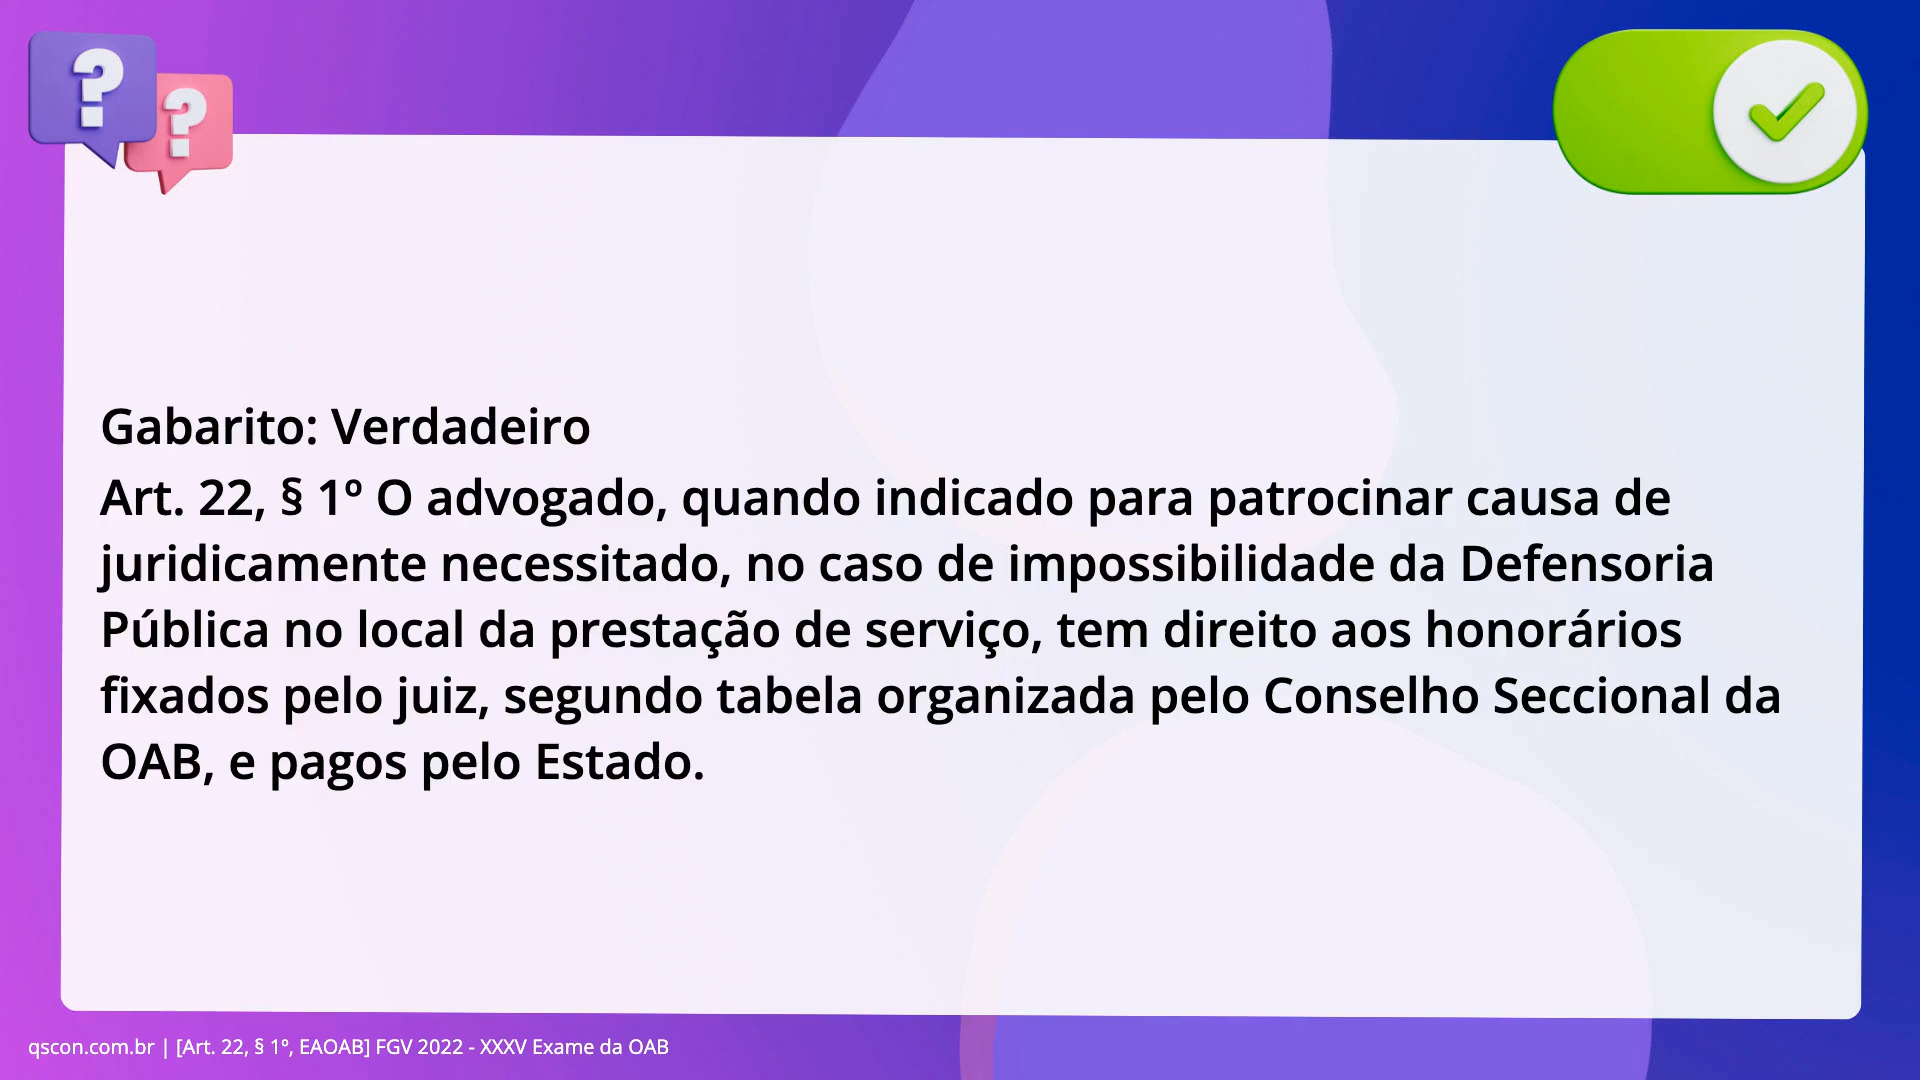 ?
?
Gabarito: Verdadeiro
Art. 22, § 1º O advogado, quando indicado para patrocinar causa de
juridicamente necessitado, no caso de impossibilidade da Defensoria
Pública no local da prestação de serviço, tem direito aos honorários
fixados pelo juiz, segundo tabela organizada pelo Conselho Seccional da
OAB, e pagos pelo Estado.
qscon.com.br | [Art. 22, § 1º, EAOAB] FGV 2022 - XXXV Exame da OAB